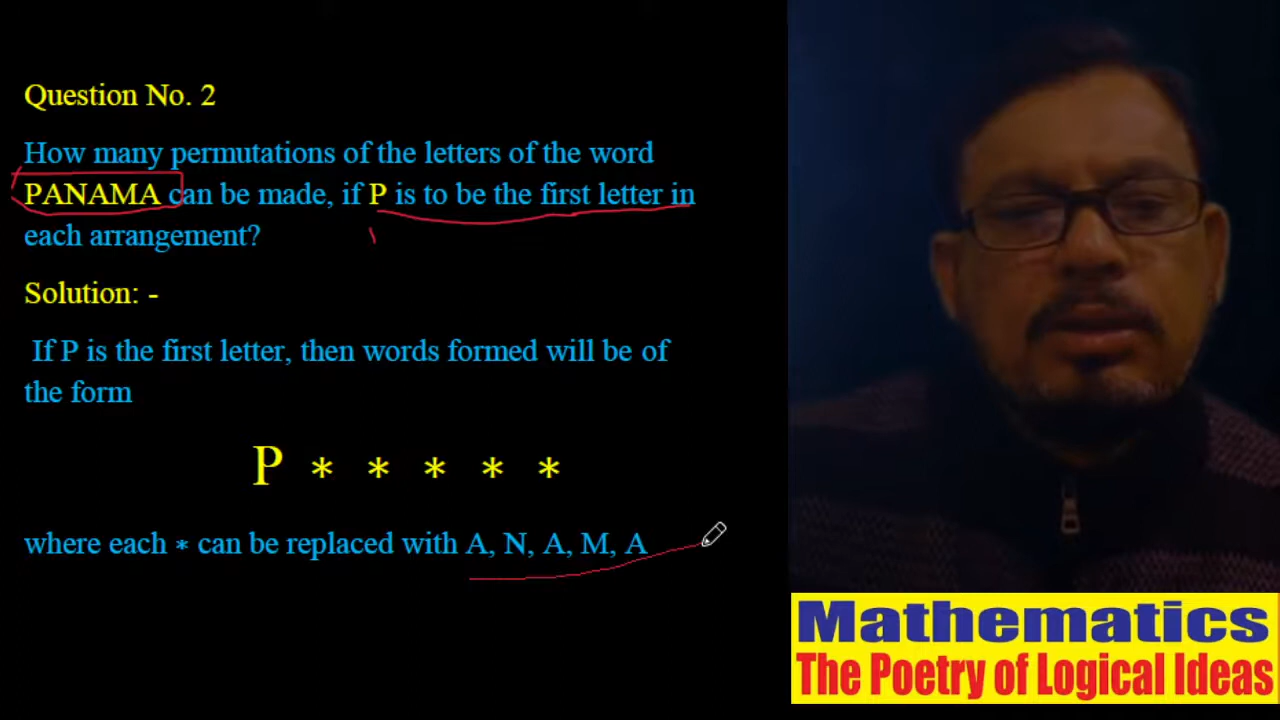 Question No. 2
How many permutations of the letters of the word
PANAMA can be made, if P is to be the first letter in
each arrangement?
Solution: -
If P is the first letter, then words formed will be of
the form
P * * * * *
where each * can be replaced with A, N, A, M, A
Mathematics
The Poetry of Logical Ideas